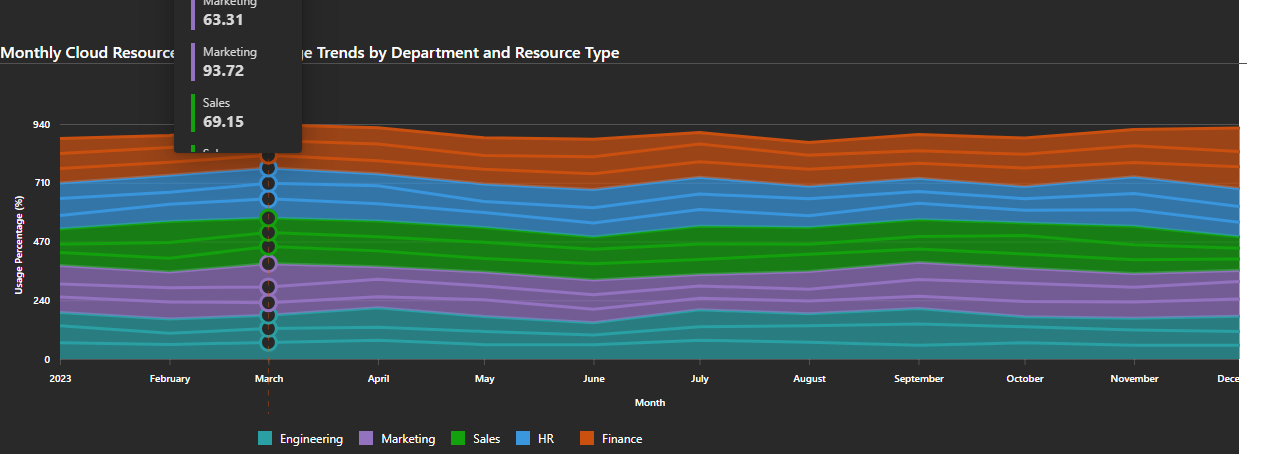 Marketing
63.31
Marketing
93.72
Monthly Cloud Resource ge Trends by Department and Resource Type
Sales
69.15
940
710
470
240
0
Usage Percentage (%)
2023 February March April May June July August September October November Dece
Month
Engineering Marketing Sales HR Finance